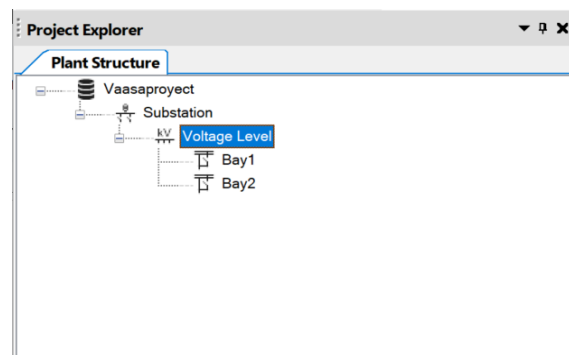 Project Explorer
Plant Structure
Vaasaproyect
Substation
kV Voltage Level
Bay1
Bay2